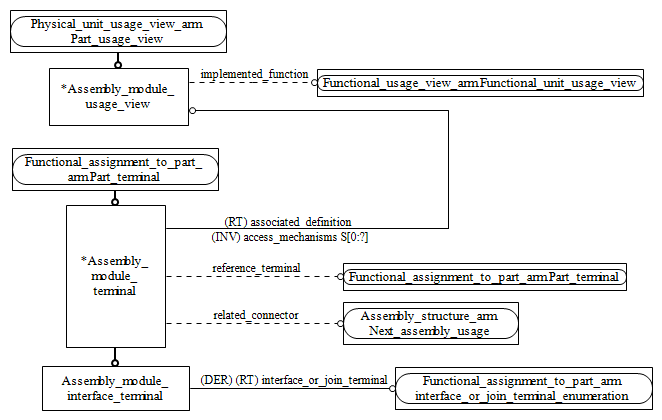 Physical_unit_usage_view_arm.
Part_usage_view
*Assembly_module_
usage_view
implemented_function
Functional_usage_view_arm.Functional_unit_usage_view
Functional_assignment_to_part_
arm.Part_terminal
*Assembly_
module_
terminal
(RT) associated_definition
(INV) access_mechanisms S[0:?]
reference_terminal
Functional_assignment_to_part_arm.Part_terminal
related_connector
Assembly_structure_arm.
Next_assembly_usage
Assembly_module_
interface_terminal
(DER) (RT) interface_or_join_terminal
Functional_assignment_to_part_arm.
interface_or_join_terminal_enumeration